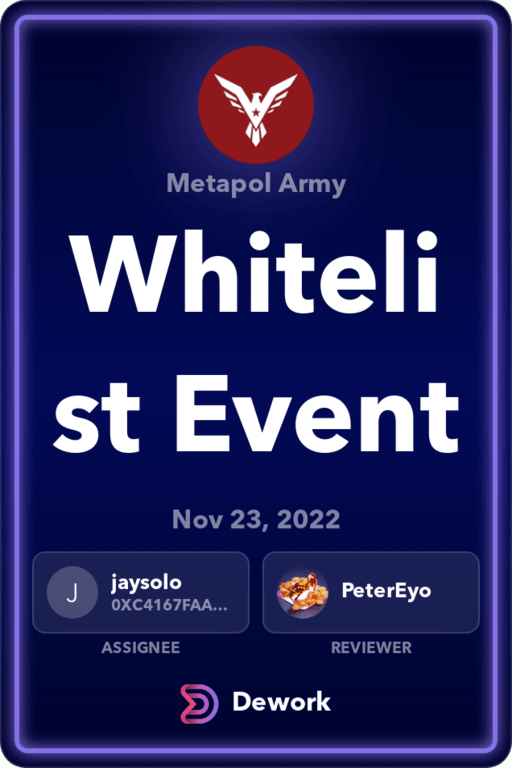 Metapol Army
Whiteli
st Event
Nov 23, 2022
J
jaysolo
0XC4167FAA...
PeterEyo
ASSIGNEE
REVIEWER
Dework